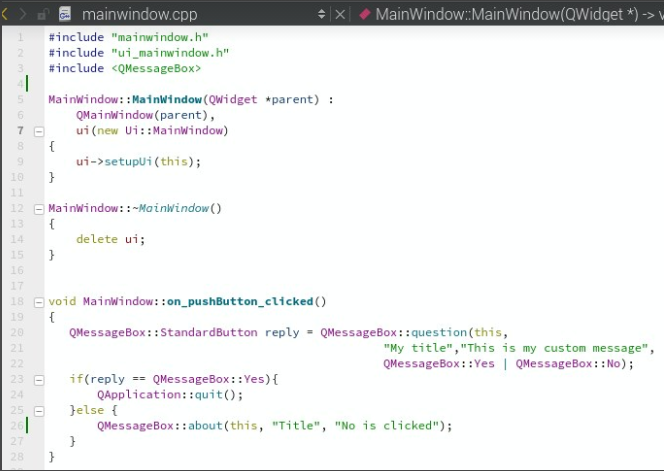 mainwindow.cpp MainWindow::MainWindow(QWidget *) -> v
1 #include "mainwindow.h"
2 #include "ui_mainwindow.h"
3 #include <QMessageBox>
4
5 MainWindow::MainWindow(QWidget *parent) :
6 QMainWindow(parent),
7 ui(new Ui::MainWindow)
8 {
9 ui->setupUi(this);
10 }
11
12 MainWindow::~MainWindow()
13 {
14 delete ui;
15 }
16
17
18 void MainWindow::on_pushButton_clicked()
19 {
20 QMessageBox::StandardButton reply = QMessageBox::question(this,
21 "My title","This is my custom message",
22 QMessageBox::Yes | QMessageBox::No);
23 if(reply == QMessageBox::Yes){
24 QApplication::quit();
25 }else {
26 QMessageBox::about(this, "Title", "No is clicked");
27 }
28 }